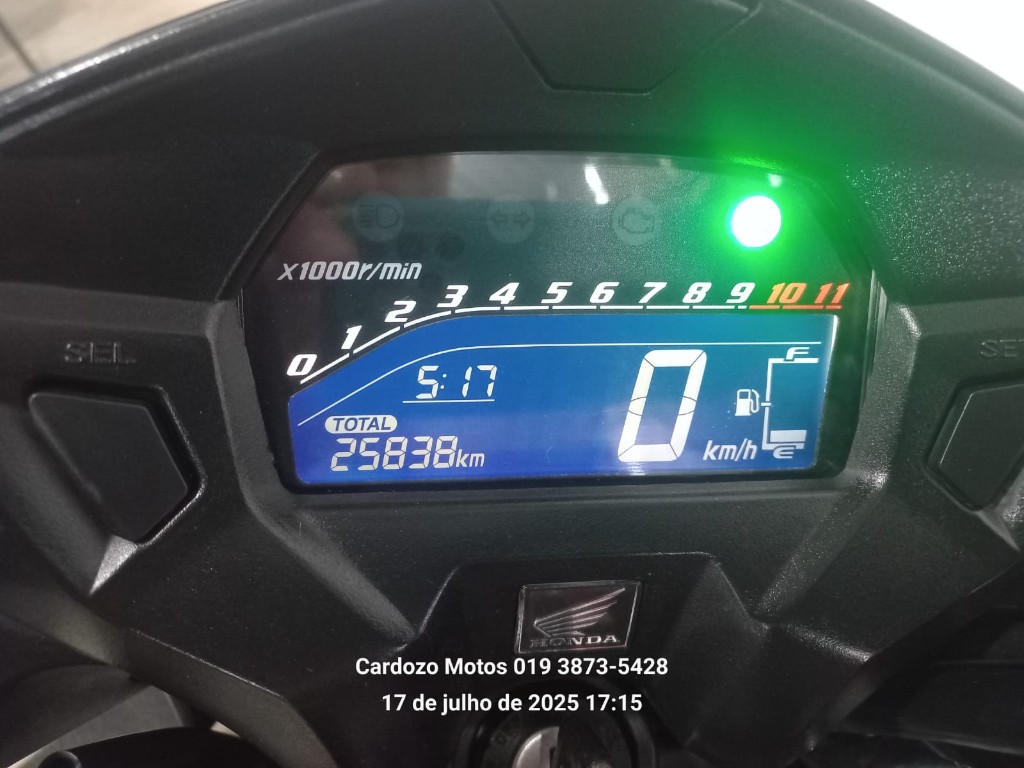 x1000r/min
0 1 2 3 4 5 6 7 8 9 10 11
SEL
SET
5:17
0
km/h
F
E
TOTAL
25838km
HONDA
Cardozo Motos 019 3873-5428
17 de julho de 2025 17:15